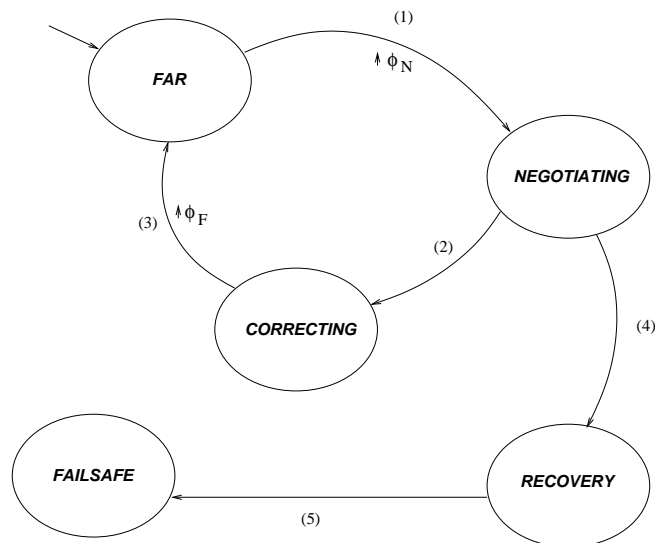 (1)
↑ ϕN
FAR
NEGOTIATING
(3)
↑ ϕF
(2)
CORRECTING
(4)
FAILSAFE
RECOVERY
(5)